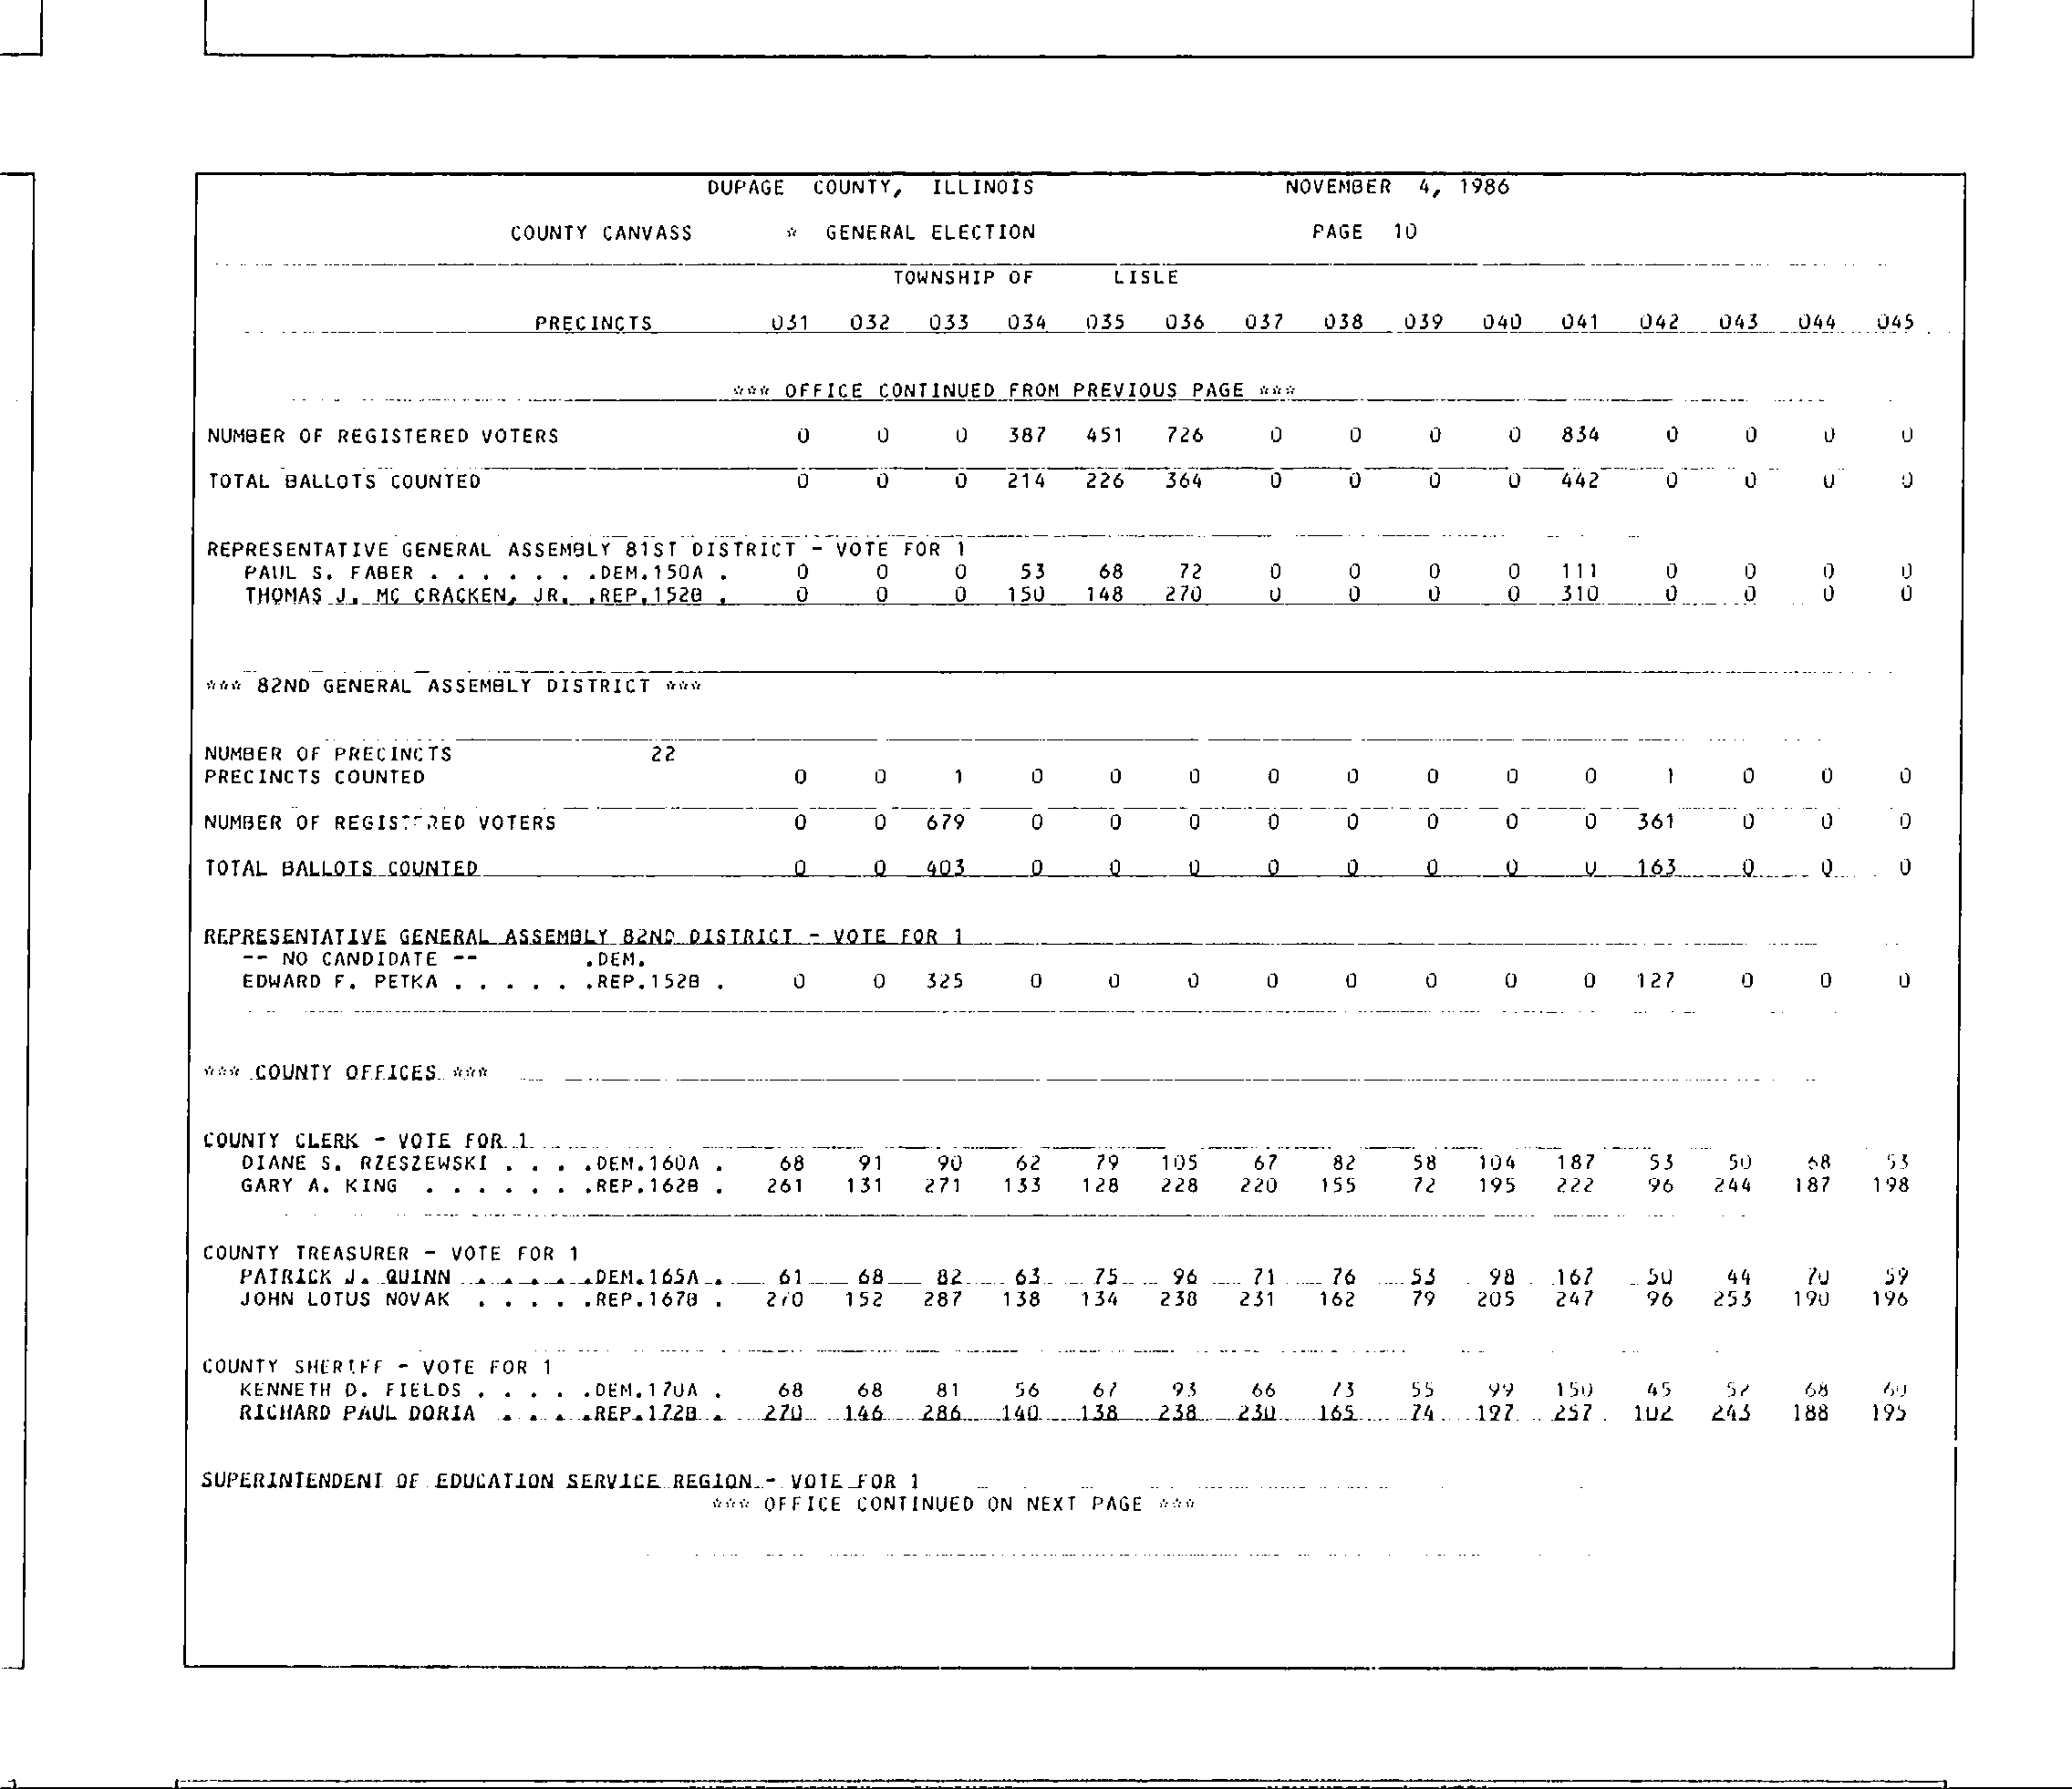 DUPAGE COUNTY, ILLINOIS NOVEMBER 4, 1986
COUNTY CANVASS * GENERAL ELECTION PAGE 10
TOWNSHIP OF LISLE
PRECINCTS 031 032 033 034 035 036 037 038 039 040 041 042 043 044 045
*** OFFICE CONTINUED FROM PREVIOUS PAGE ***
NUMBER OF REGISTERED VOTERS 0 0 0 387 451 726 0 0 0 0 834 0 0 0 0
TOTAL BALLOTS COUNTED 0 0 0 214 226 364 0 0 0 0 442 0 0 0 0
REPRESENTATIVE GENERAL ASSEMBLY 81ST DISTRICT - VOTE FOR 1
PAUL S. FABER . . . . . . .DEM.150A . 0 0 0 53 68 72 0 0 0 0 111 0 0 0 0
THOMAS J. MC CRACKEN, JR. .REP.152B . 0 0 0 150 148 270 0 0 0 0 310 0 0 0 0
*** 82ND GENERAL ASSEMBLY DISTRICT ***
NUMBER OF PRECINCTS 22
PRECINCTS COUNTED 0 0 1 0 0 0 0 0 0 0 0 1 0 0 0
NUMBER OF REGISTERED VOTERS 0 0 679 0 0 0 0 0 0 0 0 361 0 0 0
TOTAL BALLOTS COUNTED 0 0 403 0 0 0 0 0 0 0 0 163 0 0 0
REPRESENTATIVE GENERAL ASSEMBLY 82ND DISTRICT - VOTE FOR 1
-- NO CANDIDATE -- .DEM.
EDWARD F. PETKA . . . . . .REP.152B . 0 0 325 0 0 0 0 0 0 0 0 127 0 0 0
*** COUNTY OFFICES ***
COUNTY CLERK - VOTE FOR 1
DIANE S. RZESZEWSKI . . . .DEM.160A . 68 91 90 62 79 105 67 82 58 104 187 53 50 68 53
GARY A. KING . . . . . . .REP.162B . 261 131 271 133 128 228 220 155 72 195 222 96 244 187 198
COUNTY TREASURER - VOTE FOR 1
PATRICK J. QUINN . . . . . .DEM.165A . 61 68 82 63 75 96 71 76 53 98 167 50 44 70 59
JOHN LOTUS NOVAK . . . . .REP.167B . 270 152 287 138 134 238 231 162 79 205 247 96 253 190 196
COUNTY SHERIFF - VOTE FOR 1
KENNETH D. FIELDS . . . . .DEM.170A . 68 68 81 56 67 93 66 73 55 99 150 45 52 68 60
RICHARD PAUL DORIA . . . .REP.172B . 270 146 286 140 138 238 230 165 74 197 257 102 243 188 195
SUPERINTENDENT OF EDUCATION SERVICE REGION - VOTE FOR 1
*** OFFICE CONTINUED ON NEXT PAGE ***